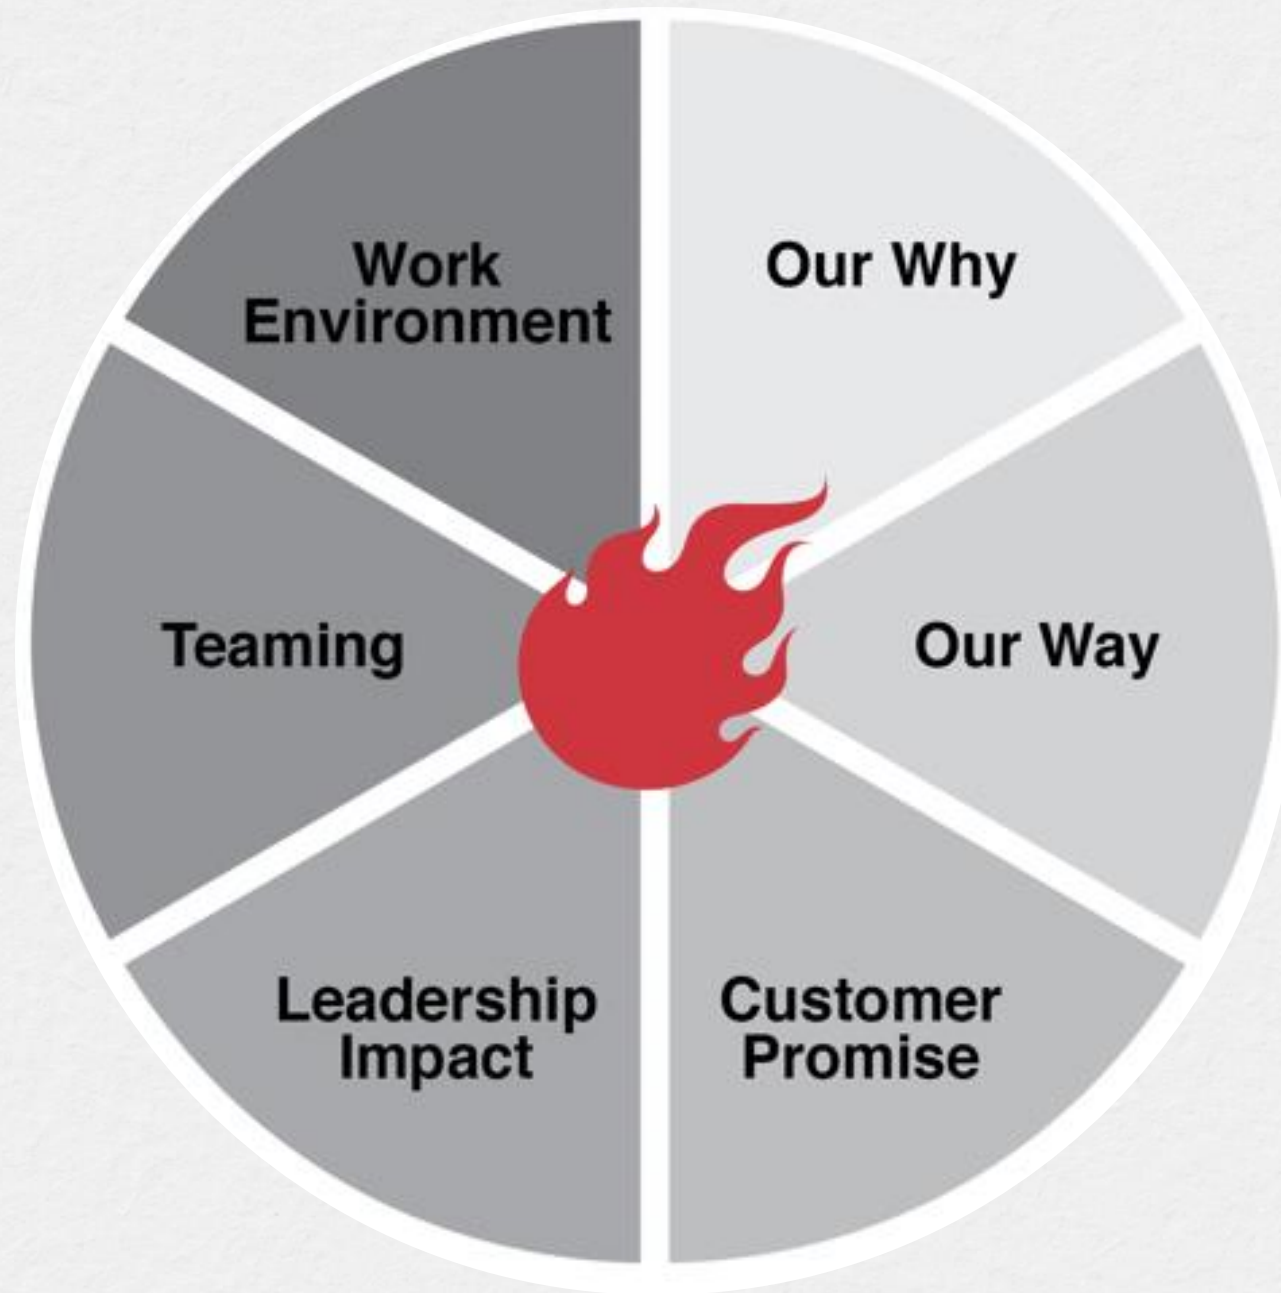 Work
Environment
Our Why
Teaming
Our Way
Leadership
Impact
Customer
Promise